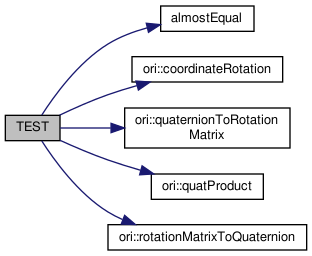 TEST
almostEqual
ori::coordinateRotation
ori::quaternionToRotation
Matrix
ori::quatProduct
ori::rotationMatrixToQuaternion